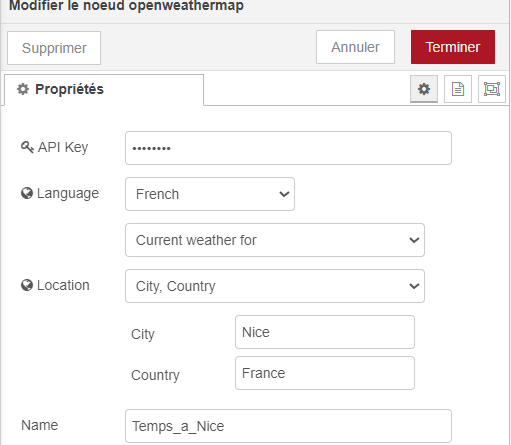 Modifier le noeud openweathermap
Supprimer Annuler Terminer
Propriétés
API Key ••••••••
Language French
Current weather for
Location City, Country
City Nice
Country France
Name Temps_a_Nice